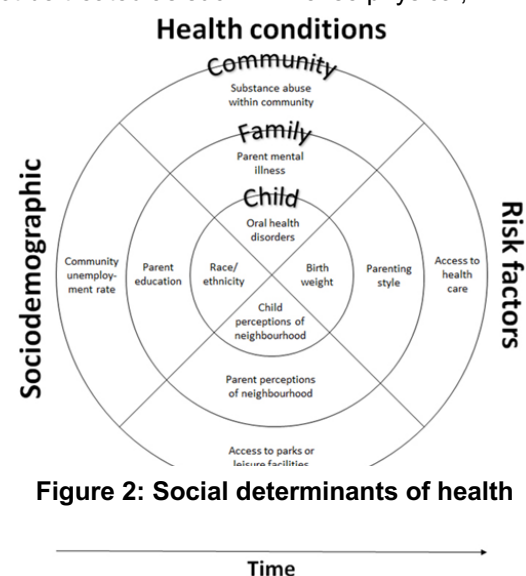 Health conditions
Community
Substance abuse
within community
Family
Parent mental
illness
Child
Oral health
disorders
Sociodemographic
Community
unemploy-
ment rate
Parent
education
Race/
ethnicity
Birth
weight
Parenting
style
Access to
health
care
Risk factors
Child
perceptions of
neighbourhood
Parent perceptions
of neighbourhood
Access to parks or
leisure facilities
Figure 2: Social determinants of health
Time